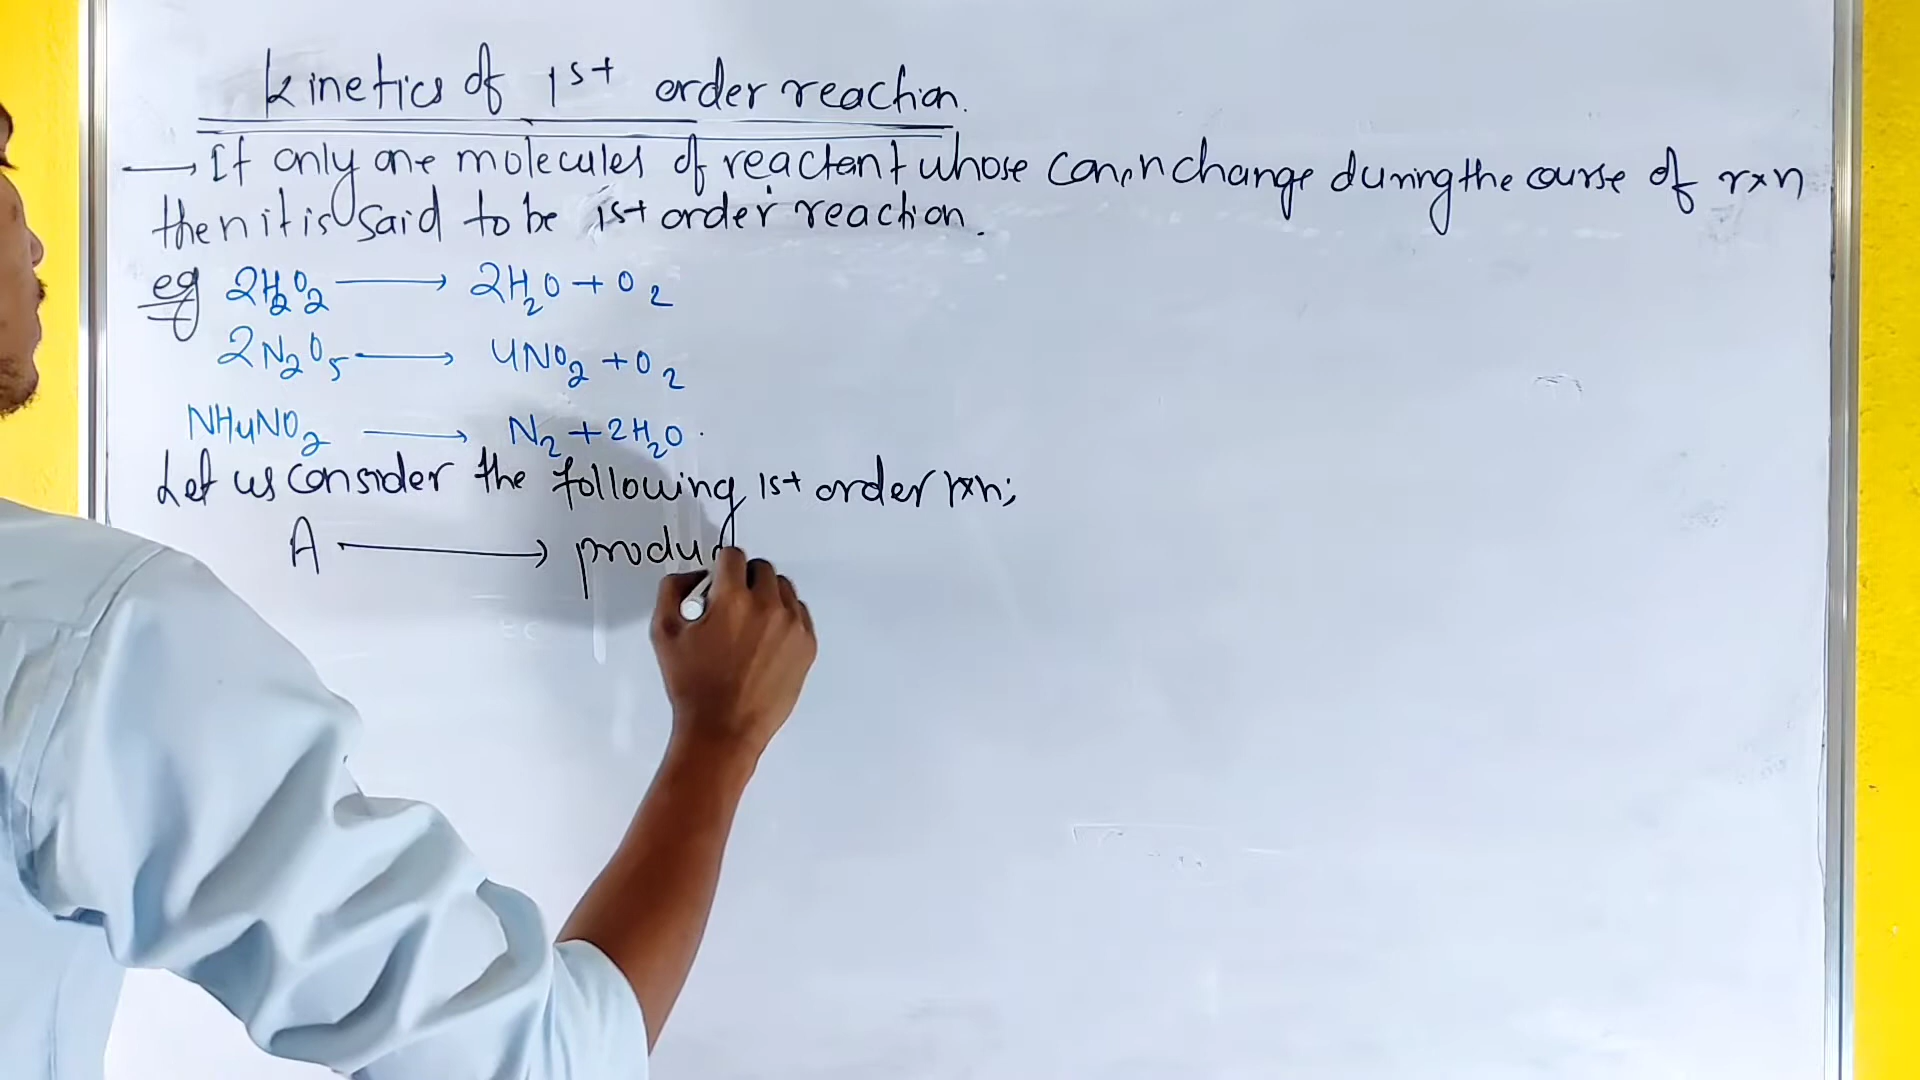 Kinetics of 1st order reaction.
→ If only one molecules of reactant whose concn change during the course of rxn
then it is said to be 1st order reaction.
eg 2H₂O₂ → 2H₂O + O₂
2N₂O₅ → 4NO₂ + O₂
NH₄NO₂ → N₂ + 2H₂O.
Let us consider the following 1st order rxn;
A → produc